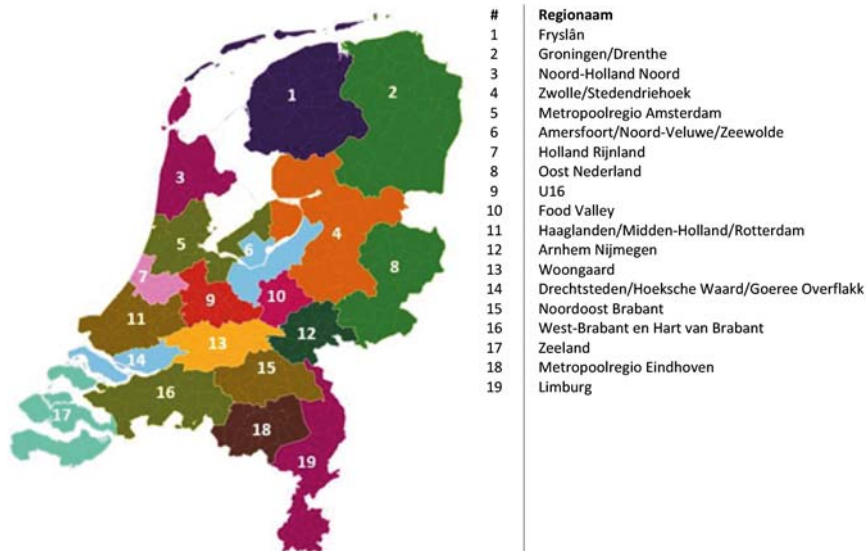 # Regionaam
1 Fryslân
2 Groningen/Drenthe
3 Noord-Holland Noord
4 Zwolle/Stedendriehoek
5 Metropoolregio Amsterdam
6 Amersfoort/Noord-Veluwe/Zeewolde
7 Holland Rijnland
8 Oost Nederland
9 U16
10 Food Valley
11 Haaglanden/Midden-Holland/Rotterdam
12 Arnhem Nijmegen
13 Woongaard
14 Drechtsteden/Hoeksche Waard/Goeree Overflakk
15 Noordoost Brabant
16 West-Brabant en Hart van Brabant
17 Zeeland
18 Metropoolregio Eindhoven
19 Limburg
1
2
3
4
5
6
7
8
9
10
11
12
13
14
15
16
17
18
19